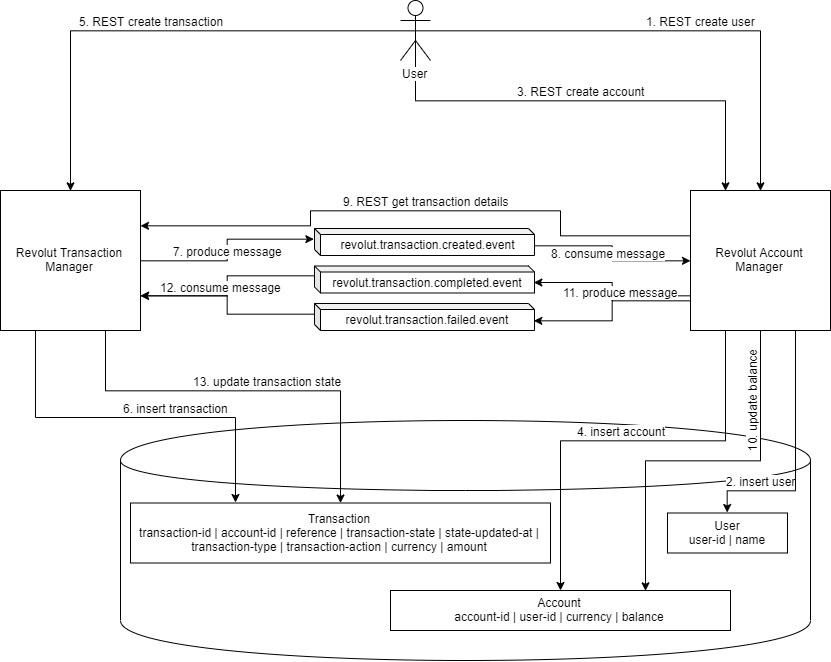 5. REST create transaction
1. REST create user
User
3. REST create account
9. REST get transaction details
Revolut Transaction
Manager
7. produce message
revolut.transaction.created.event
8. consume message
Revolut Account
Manager
12. consume message
revolut.transaction.completed.event
11. produce message
revolut.transaction.failed.event
13. update transaction state
10. update balance
6. insert transaction
4. insert account
2. insert user
Transaction
transaction-id | account-id | reference | transaction-state | state-updated-at |
transaction-type | transaction-action | currency | amount
User
user-id | name
Account
account-id | user-id | currency | balance